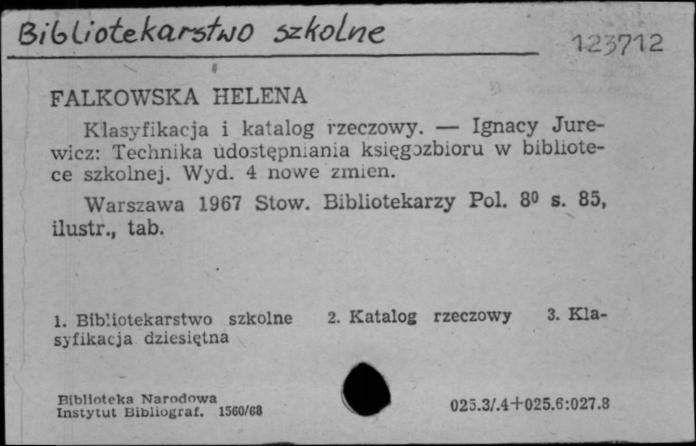 Bibliotekarstwo szkolne
123712
FALKOWSKA HELENA
Klasyfikacja i katalog rzeczowy. — Ignacy Jure-
wicz: Technika udostępniania księgozbioru w bibliote-
ce szkolnej. Wyd. 4 nowe zmien.
Warszawa 1967 Stow. Bibliotekarzy Pol. 8⁰ s. 85,
ilustr., tab.
1. Bibliotekarstwo szkolne 2. Katalog rzeczowy 3. Kla-
syfikacja dziesiętna
Biblioteka Narodowa
Instytut Bibliograf. 1560/68
025.3/.4+025.6:027.8